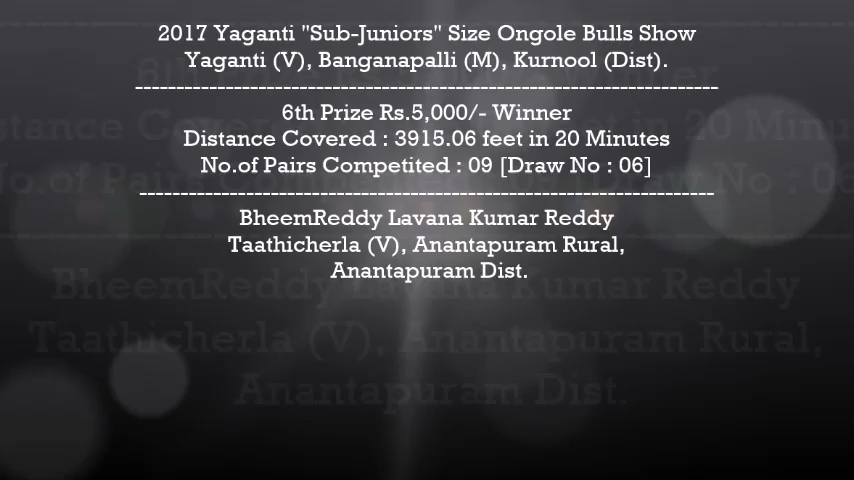 2017 Yaganti "Sub-Juniors" Size Ongole Bulls Show
Yaganti (V), Banganapalli (M), Kurnool (Dist).
-----------------------------------------------------------------------
6th Prize Rs.5,000/- Winner
Distance Covered : 3915.06 feet in 20 Minutes
No.of Pairs Competited : 09 [Draw No : 06]
----------------------------------------------------------------------
BheemReddy Lavana Kumar Reddy
Taathicherla (V), Anantapuram Rural,
Anantapuram Dist.